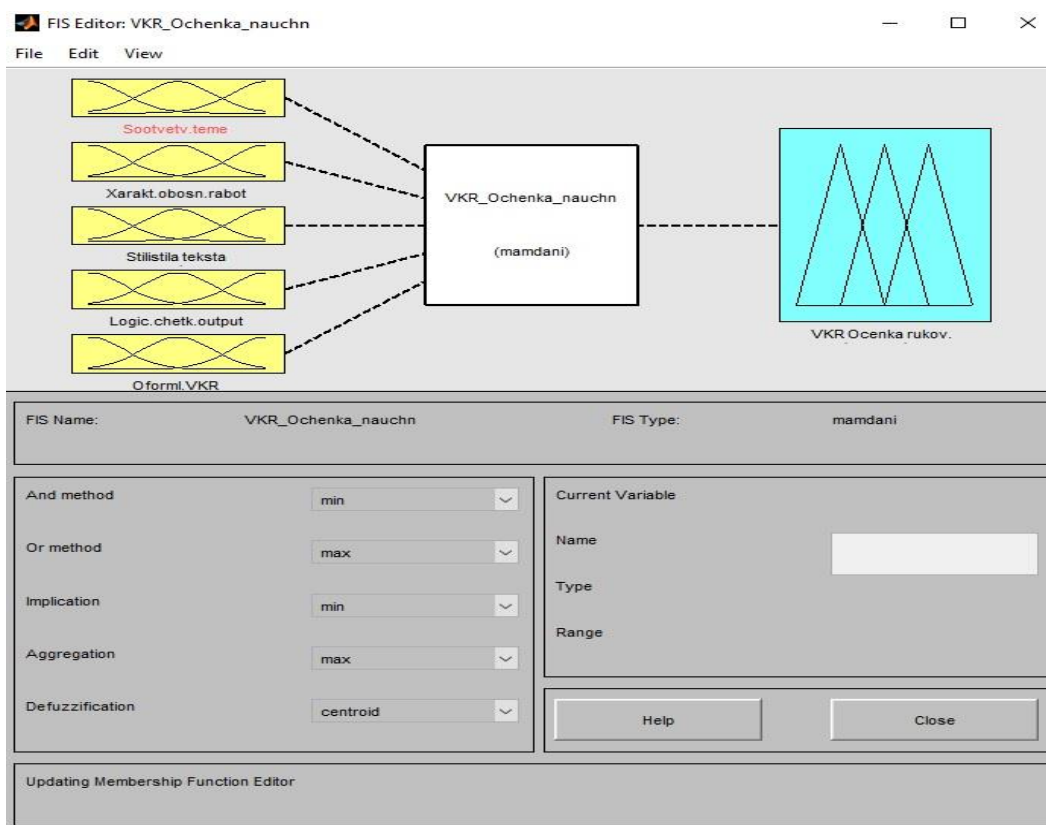 FIS Editor: VKR_Ochenka_nauchn
File Edit View
Sootvetv.teme
Xarakt.obosn.rabot
Stilistila teksta
Logic.chetk.output
Oforml.VKR
VKR_Ochenka_nauchn
(mamdani)
VKR Ocenka rukov.
FIS Name: VKR_Ochenka_nauchn FIS Type: mamdani
And method min
Or method max
Implication min
Aggregation max
Defuzzification centroid
Current Variable
Name
Type
Range
Help Close
Updating Membership Function Editor